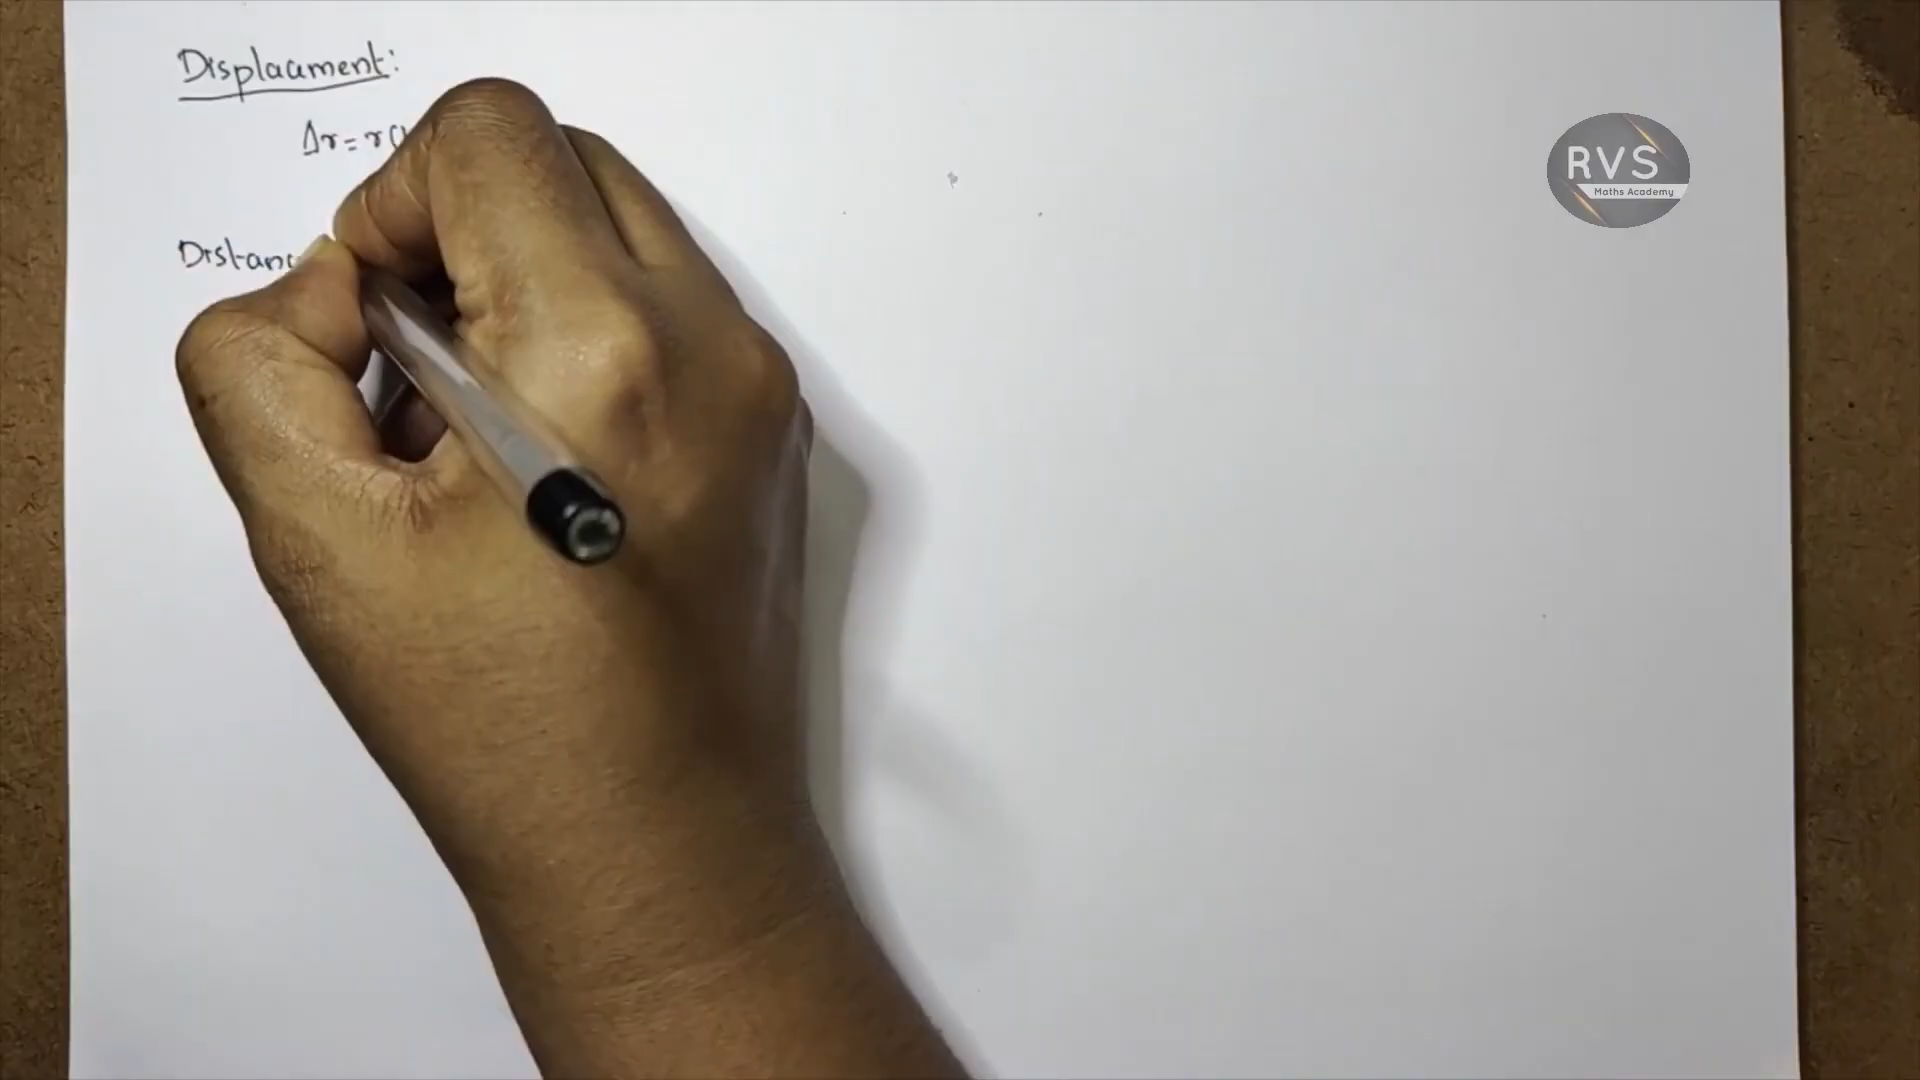 Displacement:
Δr = r(
Distanc
RVS
Maths Academy